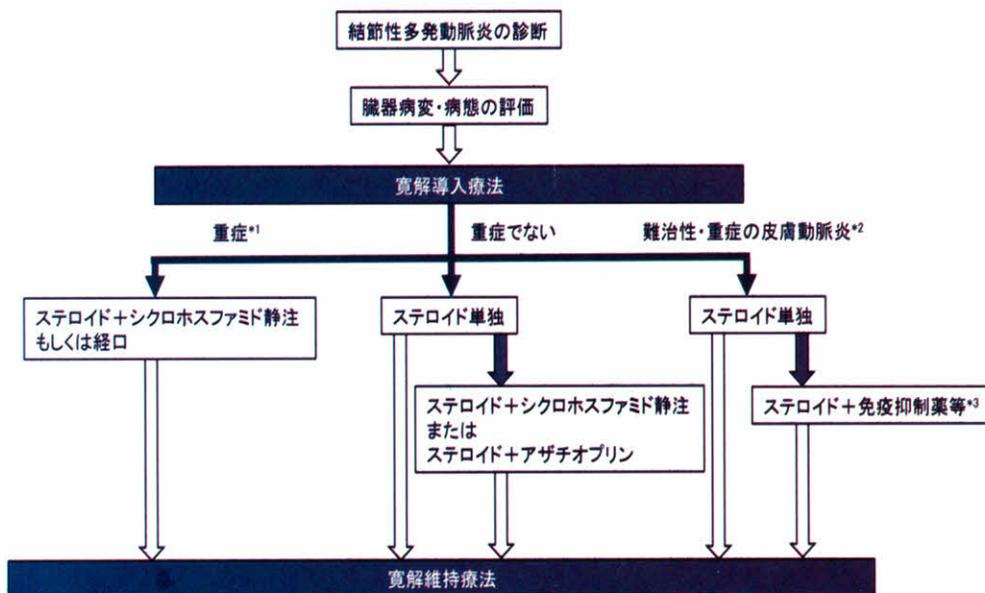 結節性多発動脈炎の診断
臓器病変・病態の評価
寛解導入療法
重症*1
重症でない
難治性・重症の皮膚動脈炎*2
ステロイド+シクロホスファミド静注
もしくは経口
ステロイド単独
ステロイド単独
ステロイド+シクロホスファミド静注
または
ステロイド+アザチオプリン
ステロイド+免疫抑制薬等*3
寛解維持療法